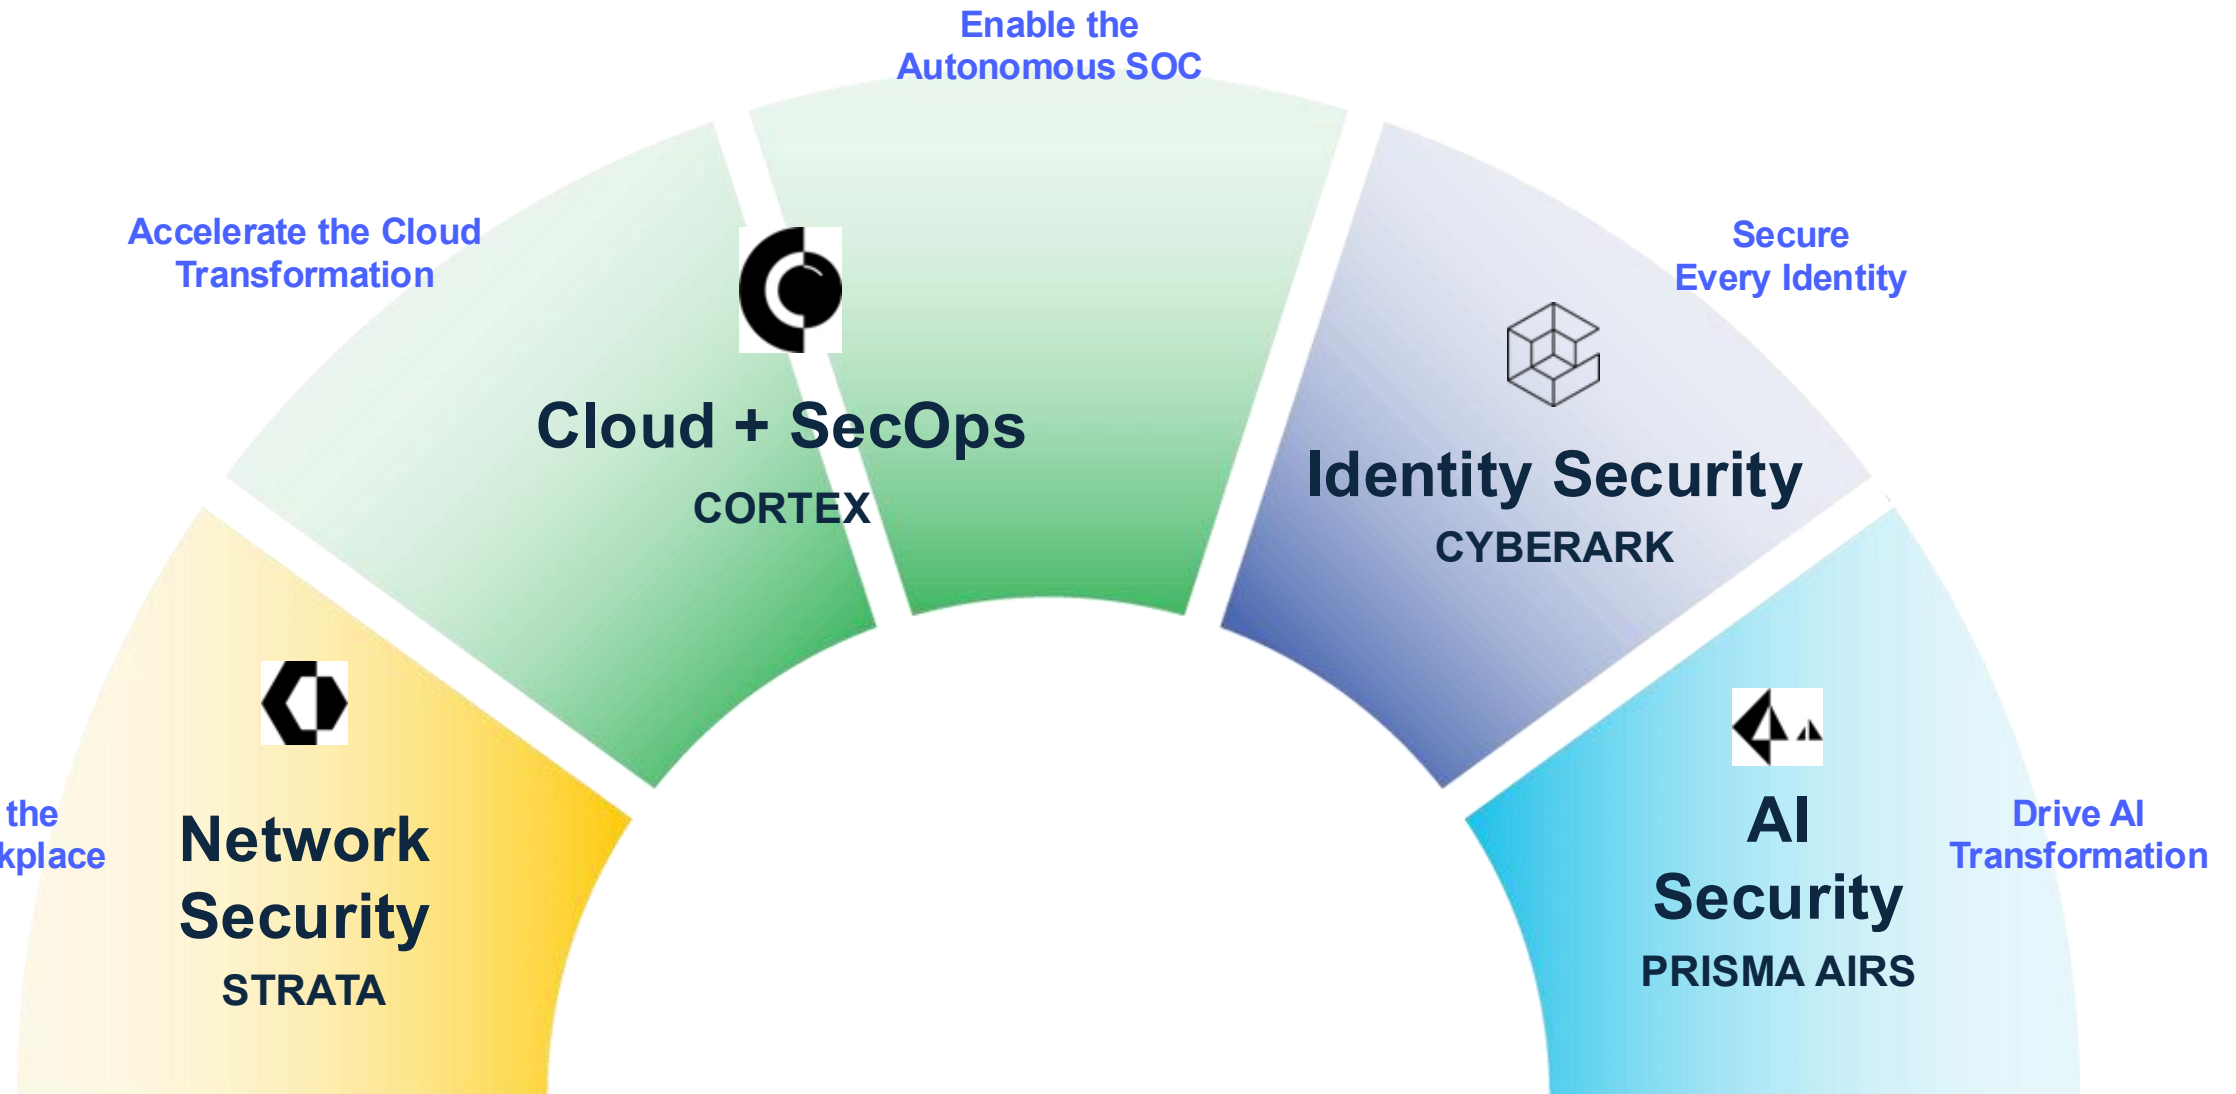 Enable the
Autonomous SOC
Accelerate the Cloud
Transformation
Secure
Every Identity
Cloud + SecOps
CORTEX
Identity Security
CYBERARK
the
kplace
Network
Security
STRATA
AI
Security
PRISMA AIRS
Drive AI
Transformation